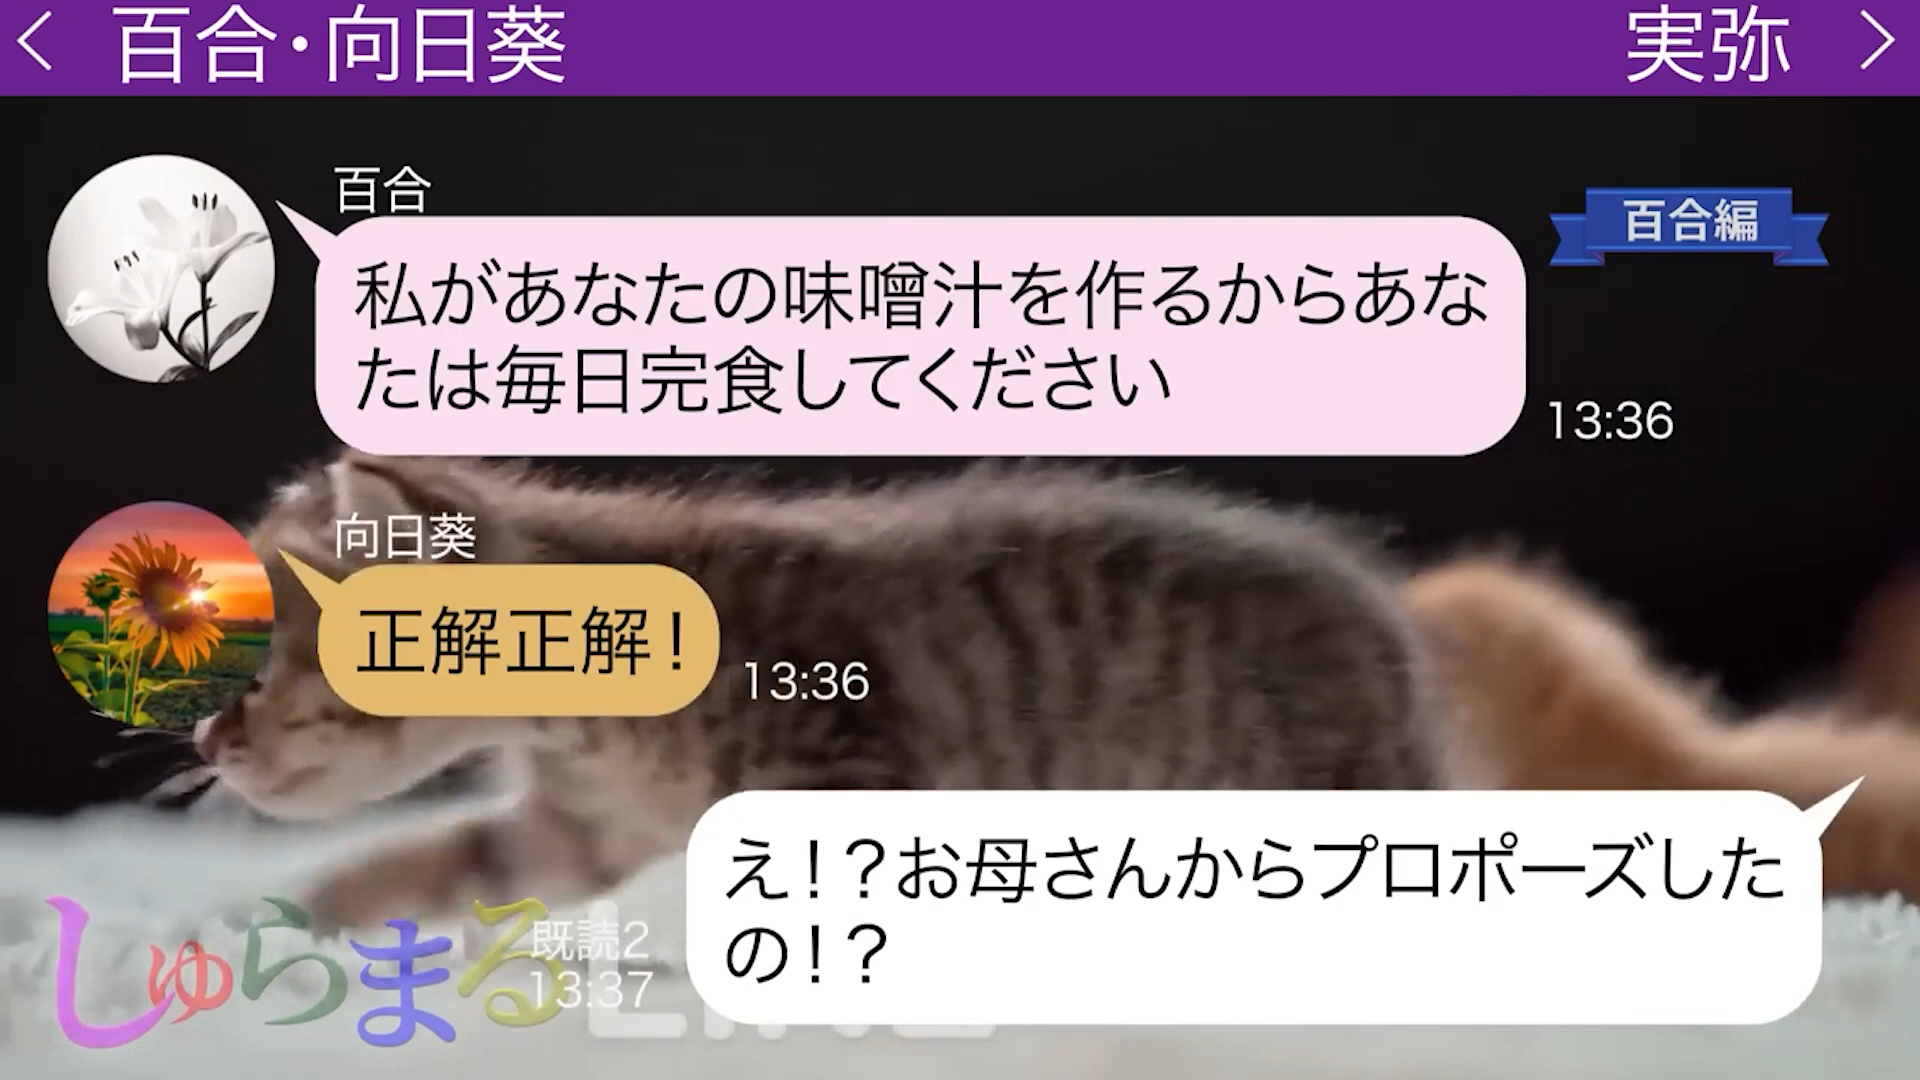 百合・向日葵
実弥
百合
百合編
私があなたの味噌汁を作るからあな
たは毎日完食してください
13:36
向日葵
正解正解！
13:36
え！？お母さんからプロポーズした
の！？
既読2
13:37
しゅらまる
LINE